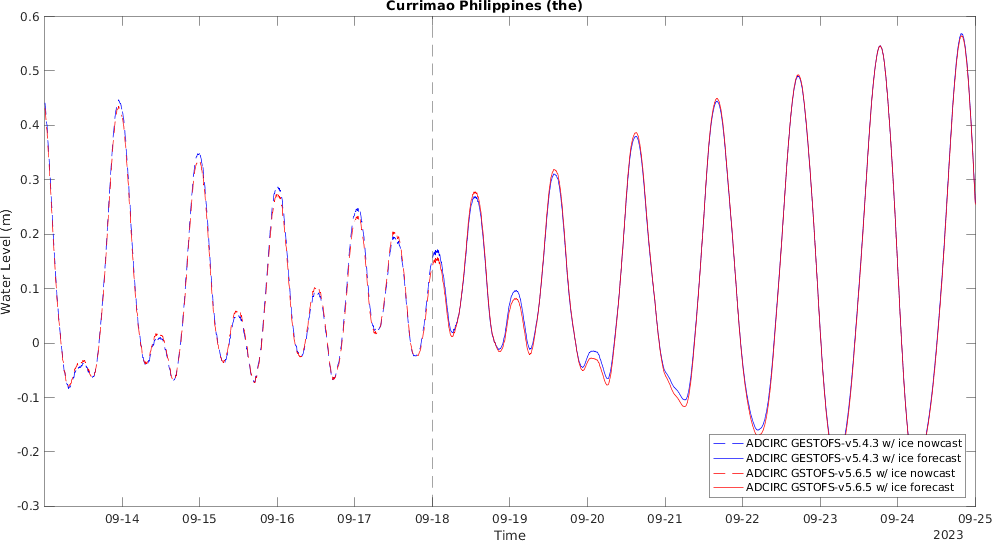 Currimao Philippines (the)
0.6
0.5
0.4
0.3
0.2
0.1
0
-0.1
-0.2
-0.3
Water Level (m)
ADCIRC GESTOFS-v5.4.3 w/ ice nowcast
ADCIRC GESTOFS-v5.4.3 w/ ice forecast
ADCIRC GSTOFS-v5.6.5 w/ ice nowcast
ADCIRC GSTOFS-v5.6.5 w/ ice forecast
09-14 09-15 09-16 09-17 09-18 09-19 09-20 09-21 09-22 09-23 09-24 09-25
Time
2023